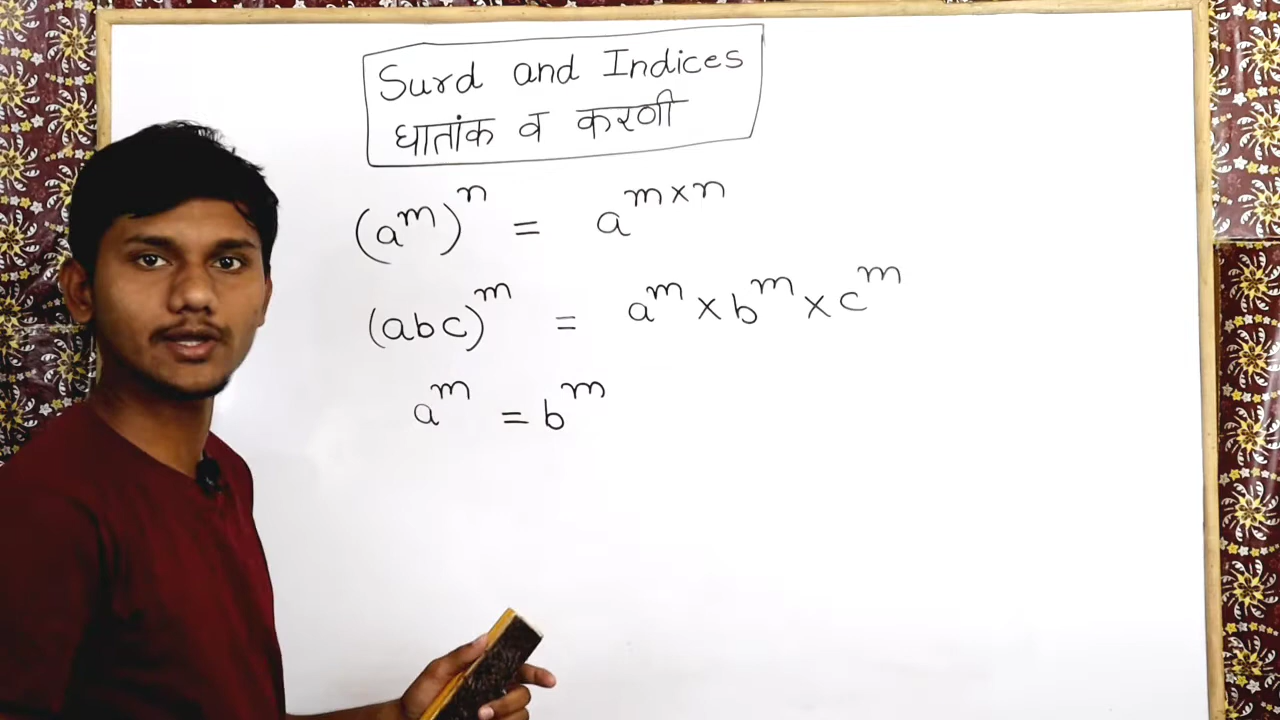 Surd and Indices
घातांक व करणी
(a^m)^n = a^{m×n}
(abc)^m = a^m × b^m × c^m
a^m = b^m